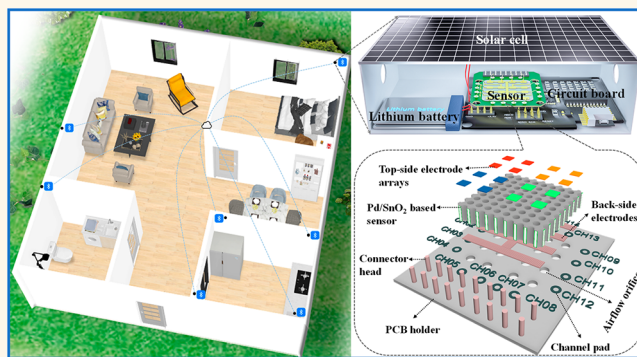 Solar cell
Sensor
Circuit board
Lithium battery
Top-side electrode
arrays
Pd/SnO₂ based
sensor
Back-side
electrodes
CH13
CH03
CH04
CH05
CH06
CH07
CH08
CH09
CH10
CH11
CH12
Connector
head
Airflow orific
PCB holder
Channel pad